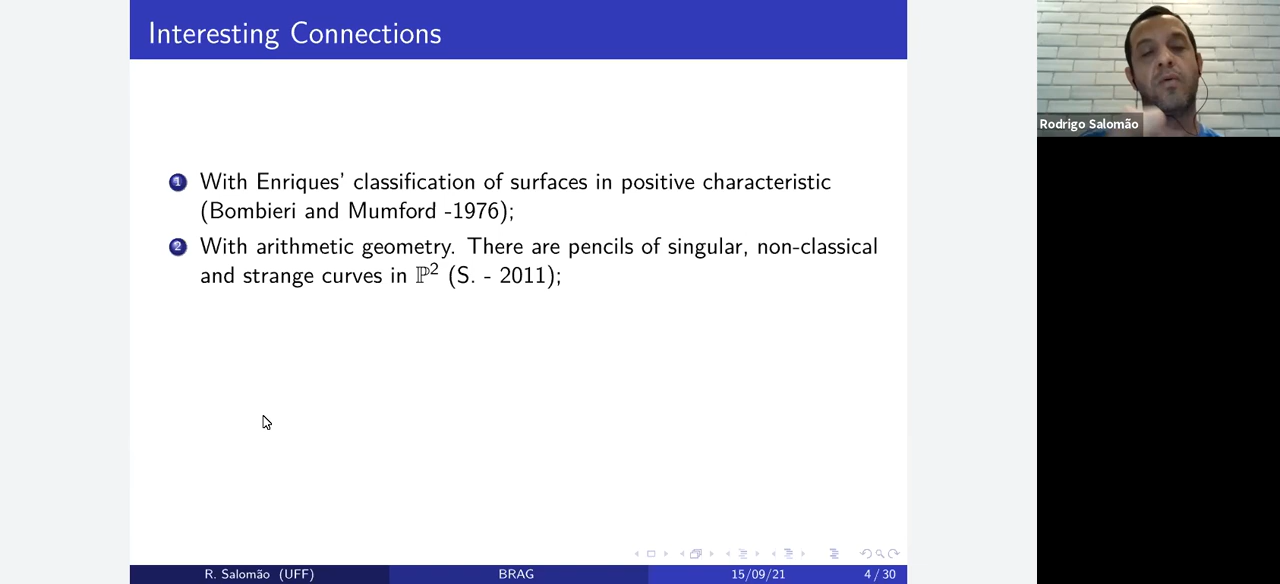 Interesting Connections
Rodrigo Salomão
1 With Enriques' classification of surfaces in positive characteristic
(Bombieri and Mumford -1976);
2 With arithmetic geometry. There are pencils of singular, non-classical
and strange curves in ℙ² (S. - 2011);
R. Salomão (UFF) BRAG 15/09/21 4 / 30